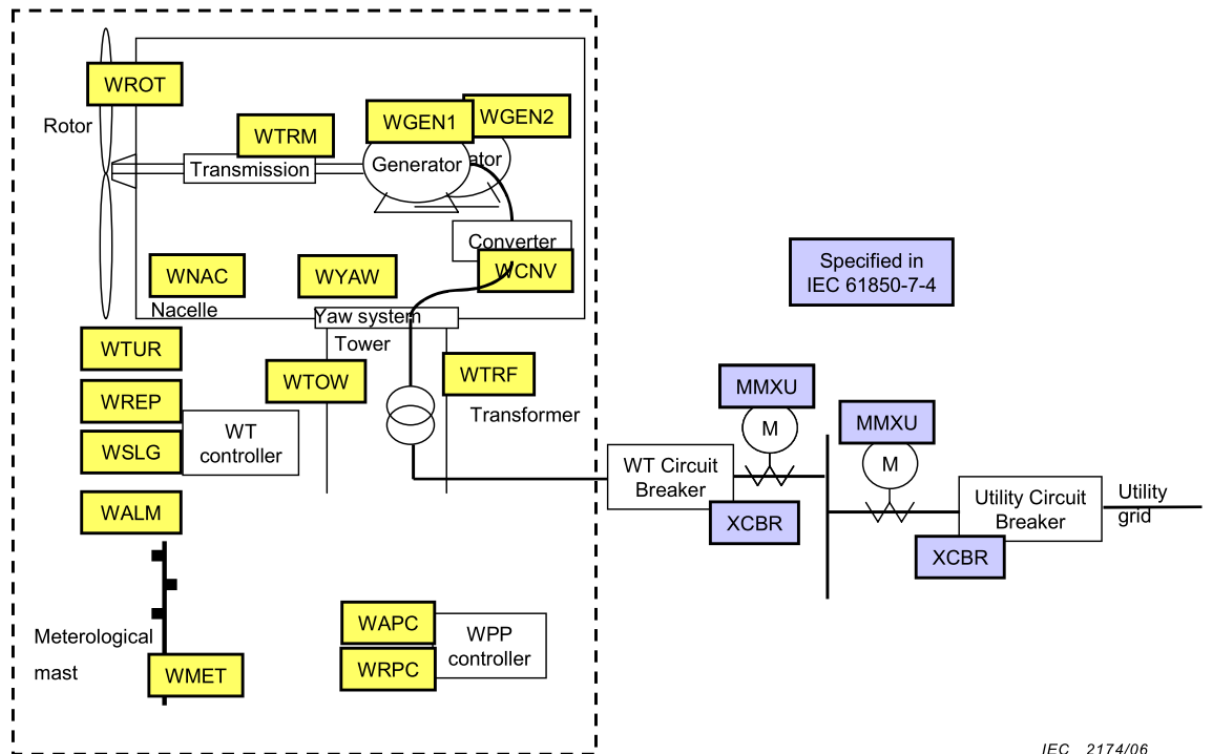 WROT
Rotor
WTRM
WGEN1
WGEN2
Transmission
Generator
ator
Converter
WCNV
WNAC
WYAW
Nacelle
Yaw system
Tower
Specified in
IEC 61850-7-4
WTUR
WTOW
WTRF
Transformer
WREP
WSLG
WT
controller
WALM
MMXU
M
MMXU
M
WT Circuit
Breaker
XCBR
Utility Circuit
Breaker
XCBR
Utility
grid
Meterological
mast
WMET
WAPC
WRPC
WPP
controller
IEC 2174/06